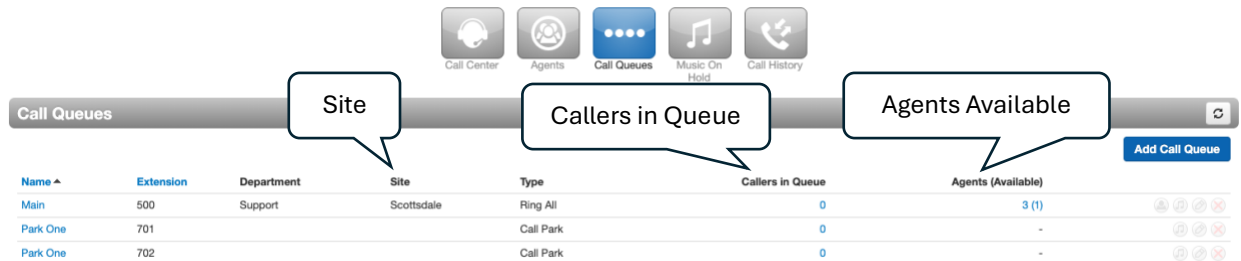 Call Center Agents Call Queues Music On Hold Call History
Site
Callers in Queue
Agents Available
Call Queues
Add Call Queue
Name Extension Department Site Type Callers in Queue Agents (Available)
Main 500 Support Scottsdale Ring All 0 3 (1)
Park One 701 Call Park 0 -
Park One 702 Call Park 0 -